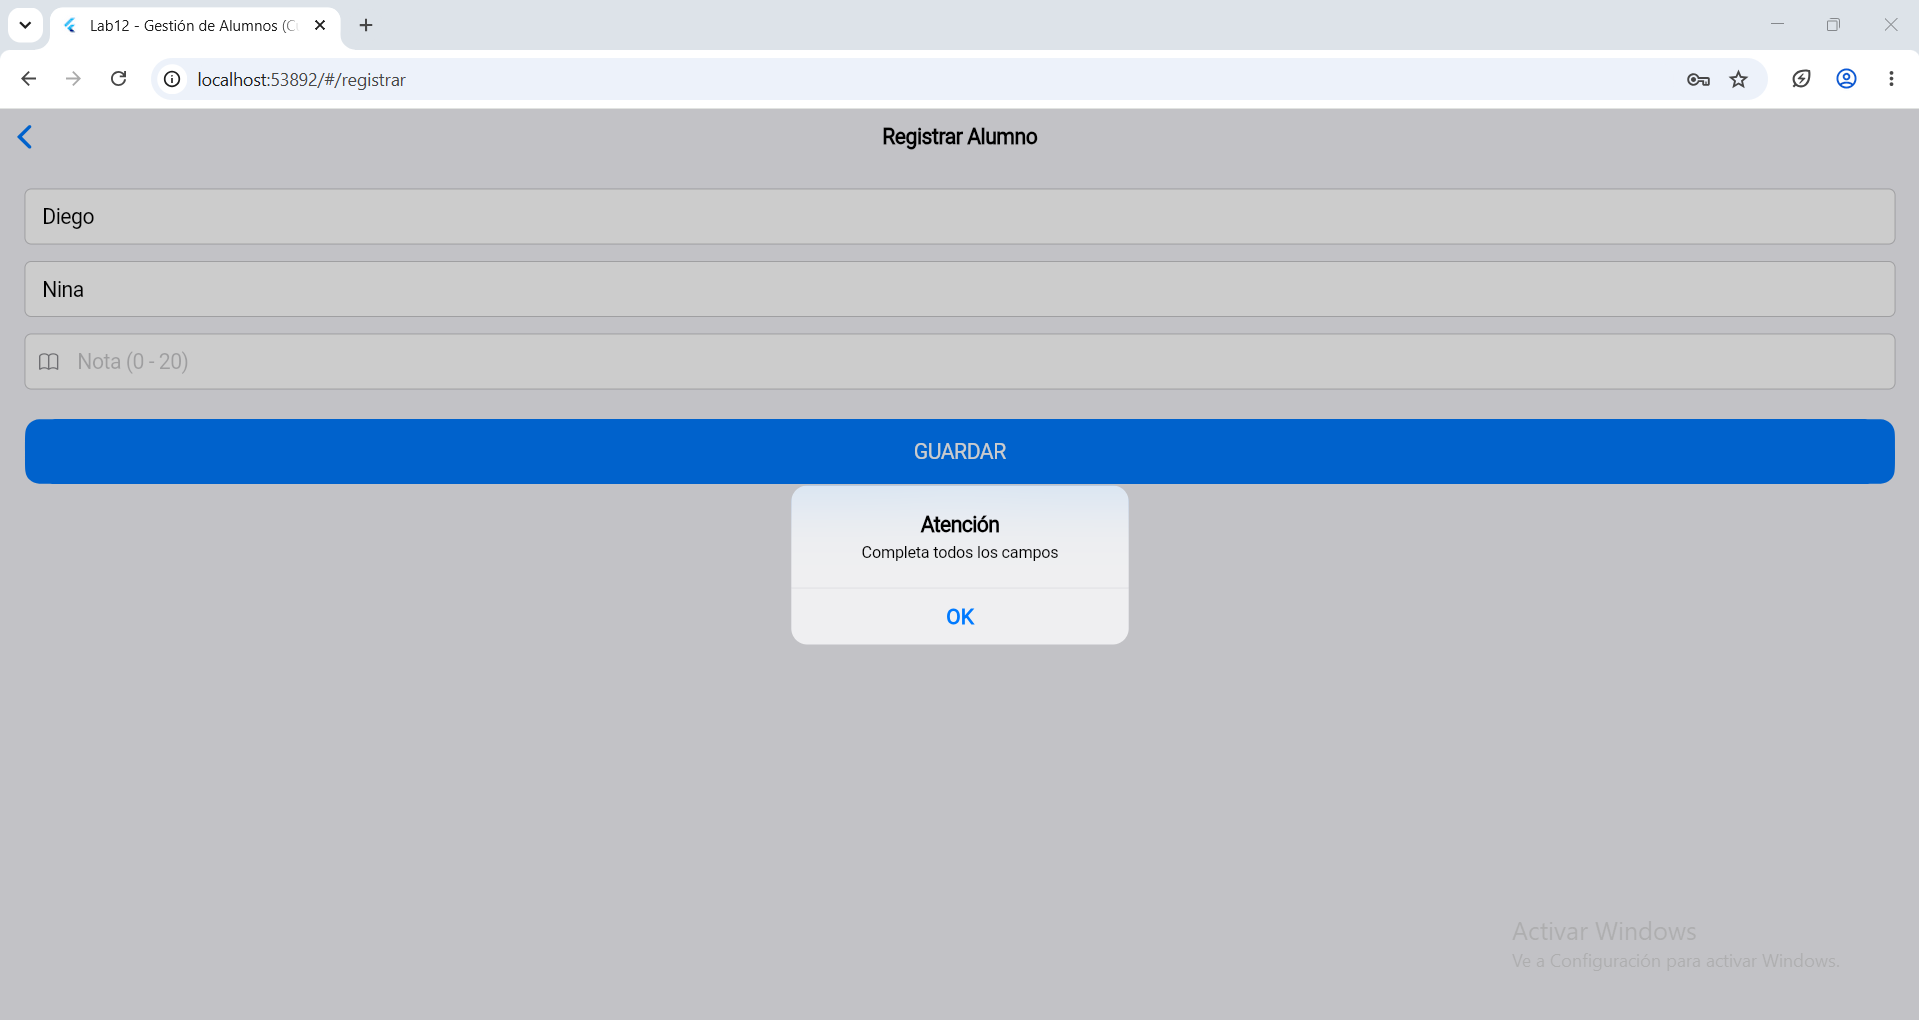 Lab12 - Gestión de Alumnos (C
localhost:53892/#/registrar
Registrar Alumno
Diego
Nina
Nota (0 - 20)
GUARDAR
Atención
Completa todos los campos
OK
Activar Windows
Ve a Configuración para activar Windows.